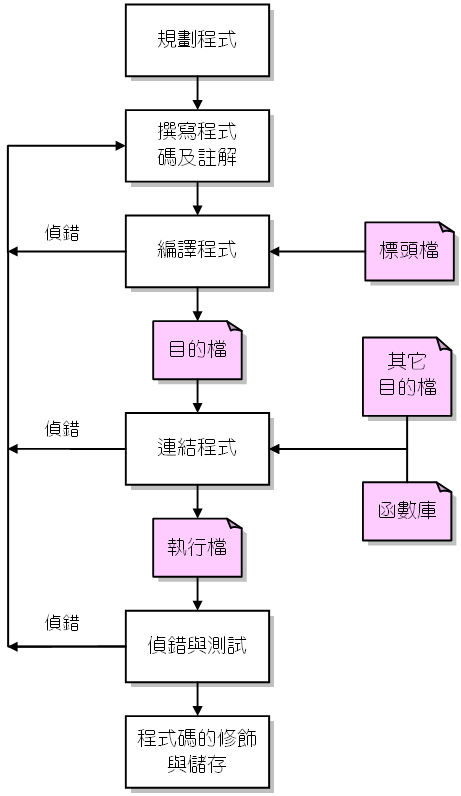 規劃程式
撰寫程式
碼及註解
偵錯
編譯程式
標頭檔
目的檔
其它
目的檔
偵錯
連結程式
函數庫
執行檔
偵錯
偵錯與測試
程式碼的修飾
與儲存